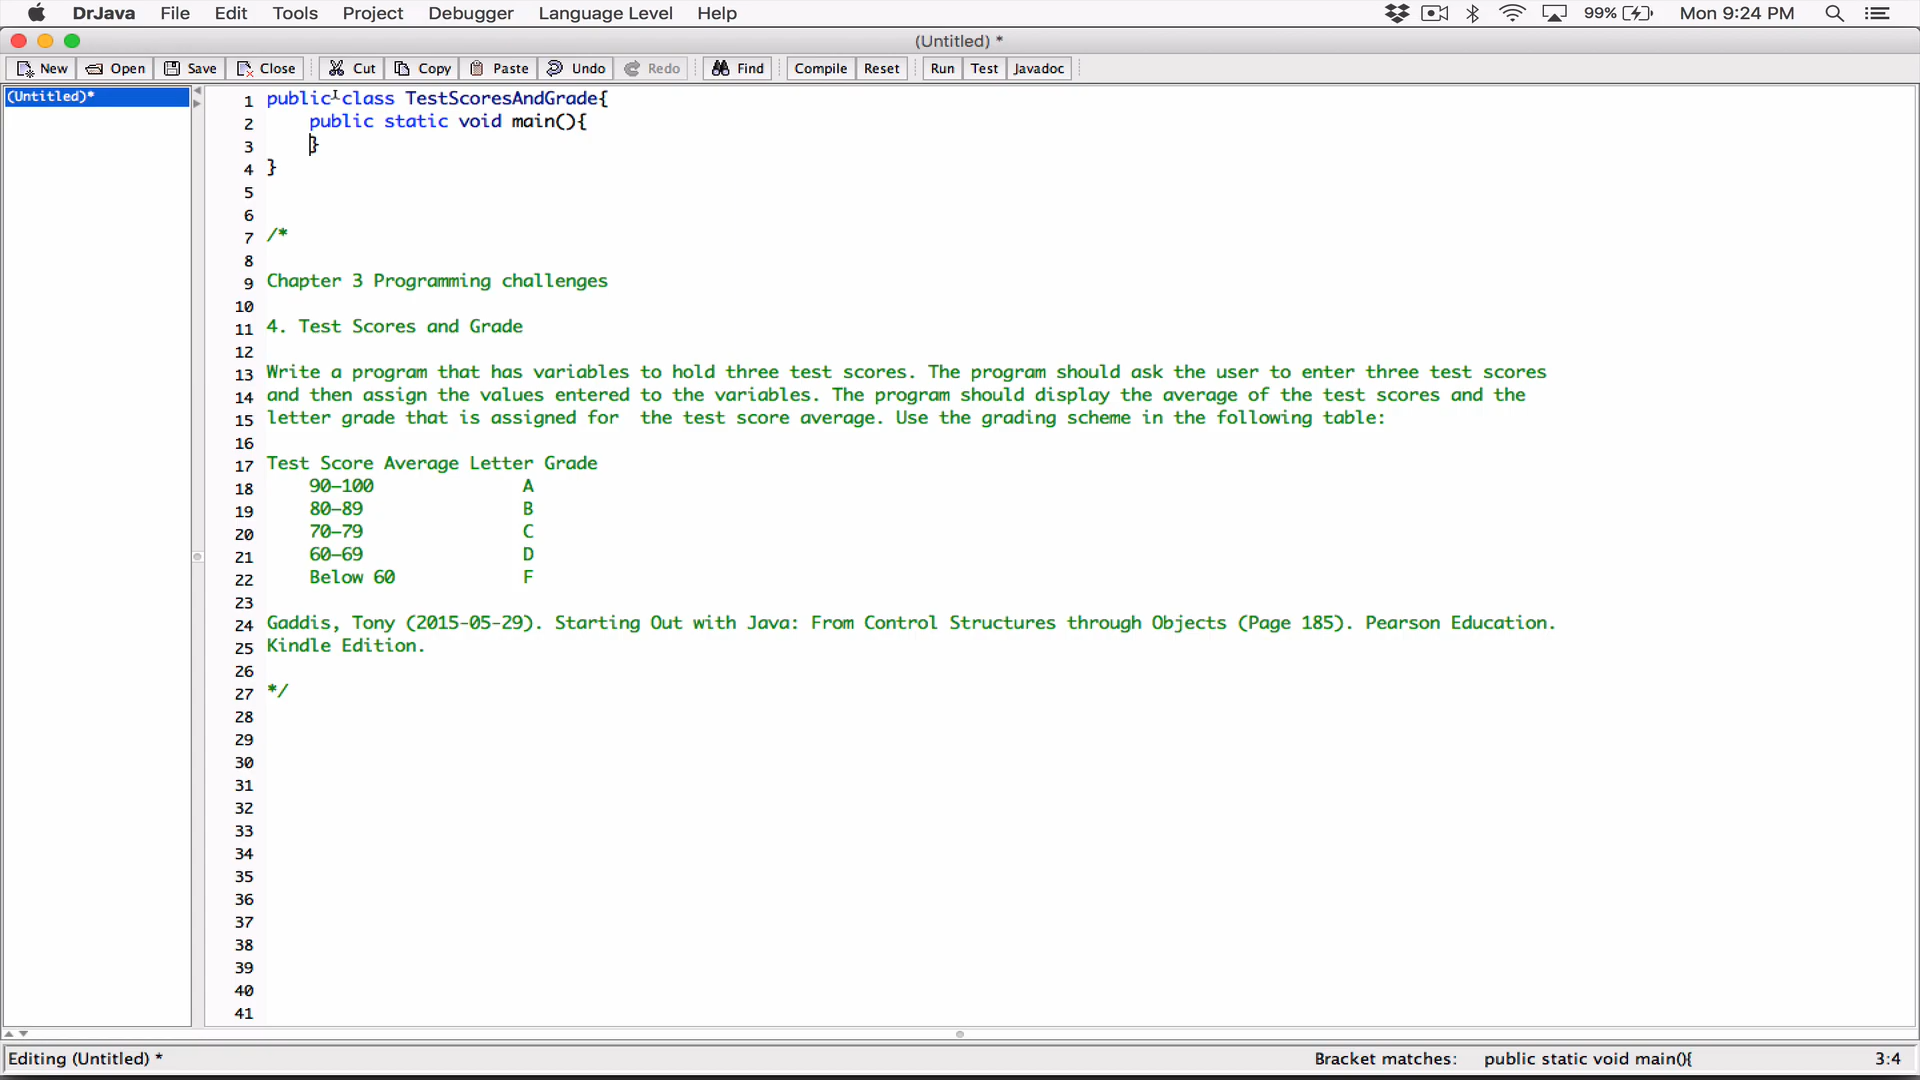 DrJava File Edit Tools Project Debugger Language Level Help 99% Mon 9:24 PM
(Untitled) *
New Open Save Close Cut Copy Paste Undo Redo Find Compile Reset Run Test Javadoc
(Untitled)*
1 public class TestScoresAndGrade{
2 public static void main(){
3 }
4 }
5
6
7 /*
8
9 Chapter 3 Programming challenges
10
11 4. Test Scores and Grade
12
13 Write a program that has variables to hold three test scores. The program should ask the user to enter three test scores
14 and then assign the values entered to the variables. The program should display the average of the test scores and the
15 letter grade that is assigned for  the test score average. Use the grading scheme in the following table:
16
17 Test Score Average Letter Grade
18 90–100 A
19 80–89 B
20 70–79 C
21 60–69 D
22 Below 60 F
23
24 Gaddis, Tony (2015-05-29). Starting Out with Java: From Control Structures through Objects (Page 185). Pearson Education.
25 Kindle Edition.
26
27 */
28
29
30
31
32
33
34
35
36
37
38
39
40
41
Editing (Untitled) * Bracket matches: public static void main(){ 3:4